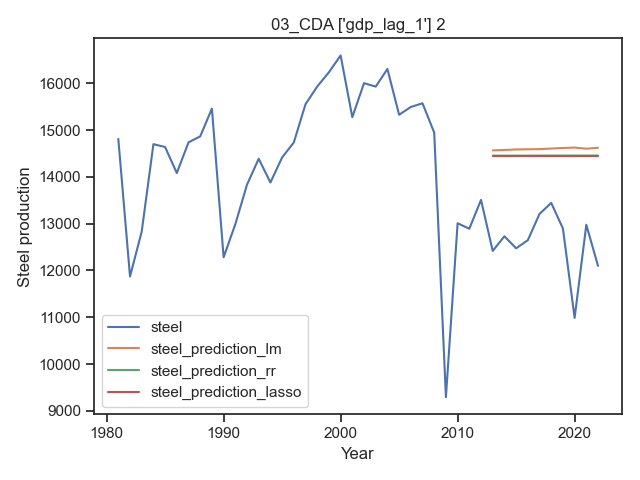 03_CDA ['gdp_lag_1'] 2
Steel production
16000
15000
14000
13000
12000
11000
10000
9000
steel
steel_prediction_lm
steel_prediction_rr
steel_prediction_lasso
1980
1990
2000
2010
2020
Year